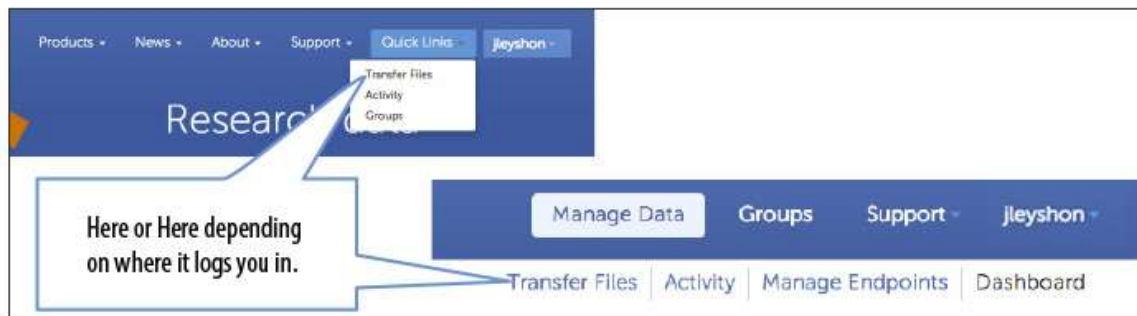 Products News About Support Quick Links jleyshon
Transfer Files
Activity
Groups
Research data
Here or Here depending
on where it logs you in.
Manage Data Groups Support jleyshon
Transfer Files Activity Manage Endpoints Dashboard